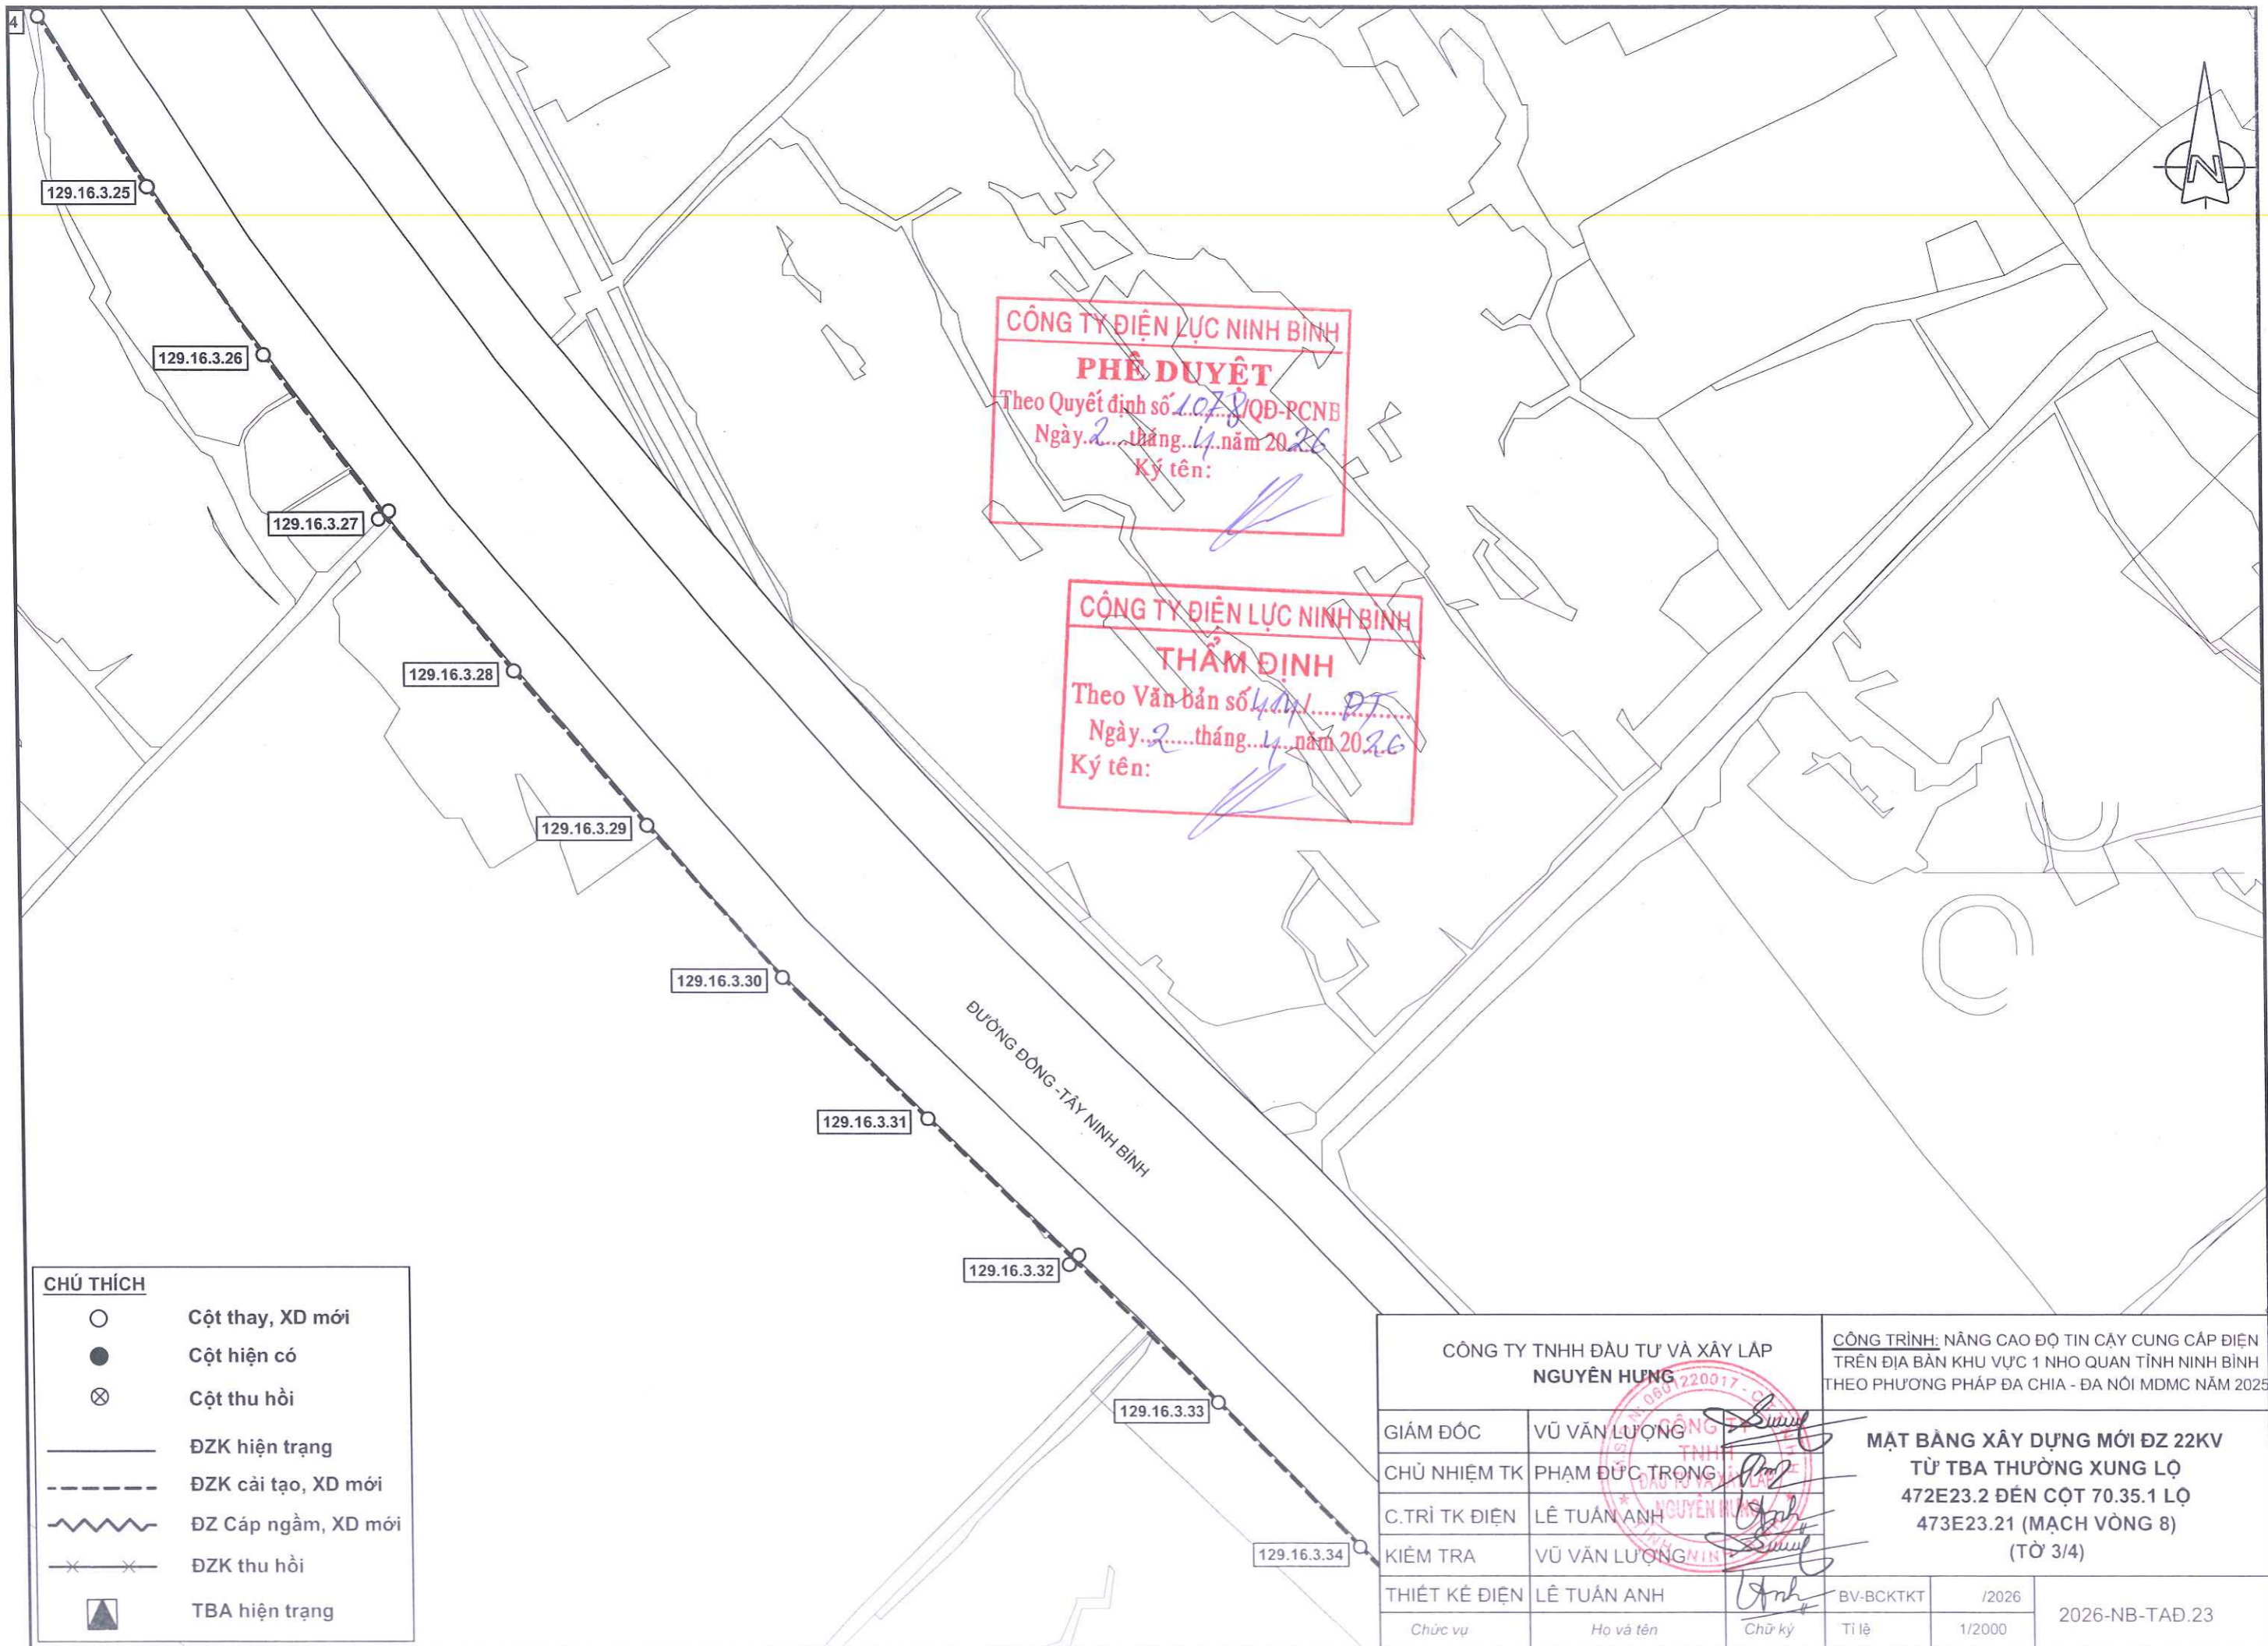 4
129.16.3.25
129.16.3.26
129.16.3.27
129.16.3.28
129.16.3.29
129.16.3.30
129.16.3.31
129.16.3.32
129.16.3.33
129.16.3.34
N
CÔNG TY ĐIỆN LỰC NINH BÌNH
PHÊ DUYỆT
Theo Quyết định số 1078/QĐ-PCNB
Ngày 2 tháng 4 năm 2026
Ký tên:
CÔNG TY ĐIỆN LỰC NINH BÌNH
THẨM ĐỊNH
Theo Văn bản số
Ngày 2 tháng 4 năm 2026
Ký tên:
ĐƯỜNG ĐÔNG -TÂY NINH BÌNH
CHÚ THÍCH
Cột thay, XD mới
Cột hiện có
Cột thu hồi
ĐZK hiện trạng
ĐZK cải tạo, XD mới
ĐZ Cáp ngầm, XD mới
ĐZK thu hồi
TBA hiện trạng
CÔNG TY TNHH ĐẦU TƯ VÀ XÂY LẮP
NGUYÊN HƯNG
CÔNG TRÌNH: NÂNG CAO ĐỘ TIN CẬY CUNG CẤP ĐIỆN
TRÊN ĐỊA BÀN KHU VỰC 1 NHO QUAN TỈNH NINH BÌNH
THEO PHƯƠNG PHÁP ĐA CHIA - ĐA NỐI MDMC NĂM 2025
GIÁM ĐỐC VŨ VĂN LƯỢNG
CHỦ NHIỆM TK PHẠM ĐỨC TRỌNG
C.TRÌ TK ĐIỆN LÊ TUẤN ANH
KIỂM TRA VŨ VĂN LƯỢNG
THIẾT KẾ ĐIỆN LÊ TUẤN ANH
Chức vụ Họ và tên Chữ ký
0601220017
CÔNG TY
TNHH
ĐẦU TƯ VÀ XÂY LẮP
NGUYÊN HƯNG
MẶT BẰNG XÂY DỰNG MỚI ĐZ 22KV
TỪ TBA THƯỜNG XUNG LỘ
472E23.2 ĐẾN CỘT 70.35.1 LỘ
473E23.21 (MẠCH VÒNG 8)
(TỜ 3/4)
BV-BCKTKT /2026
Tỉ lệ 1/2000
2026-NB-TAĐ.23